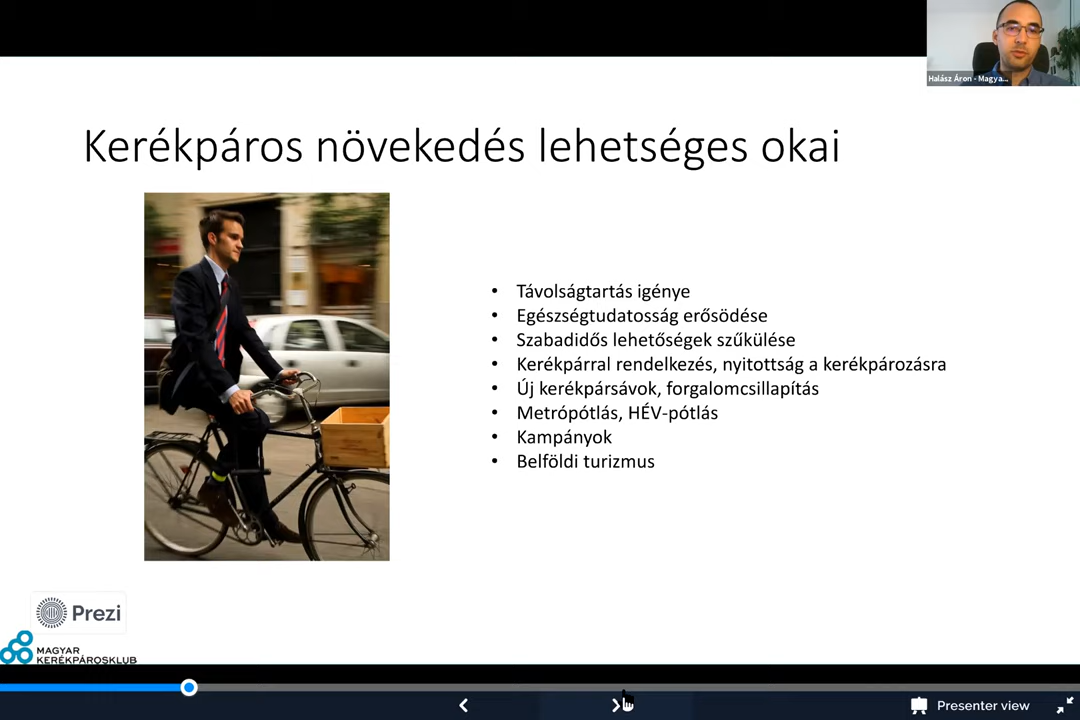 Halász Áron - Magya...
Kerékpáros növekedés lehetséges okai
• Távolságtartás igénye
• Egészségtudatosság erősödése
• Szabadidős lehetőségek szűkülése
• Kerékpárral rendelkezés, nyitottság a kerékpározásra
• Új kerékpársávok, forgalomcsillapítás
• Metrópótlás, HÉV-pótlás
• Kampányok
• Belföldi turizmus
Prezi
MAGYAR
KERÉKPÁROSKLUB
Presenter view